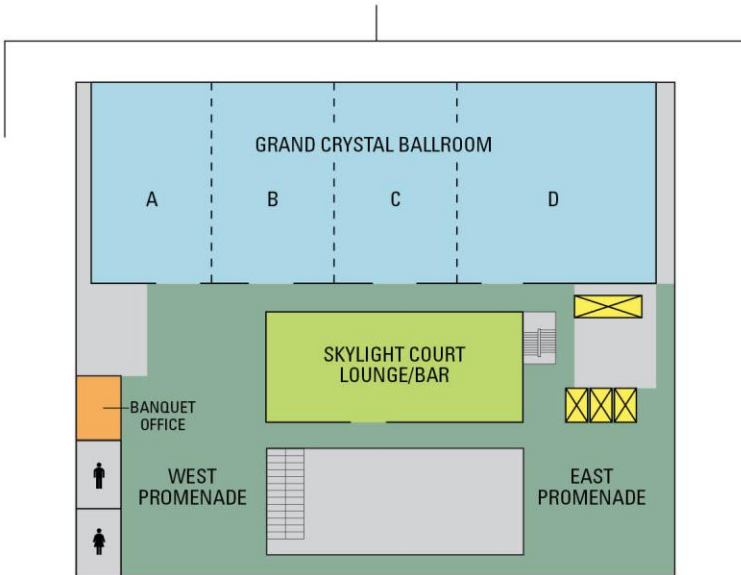 GRAND CRYSTAL BALLROOM
A
B
C
D
SKYLIGHT COURT
LOUNGE/BAR
BANQUET
OFFICE
WEST
PROMENADE
EAST
PROMENADE